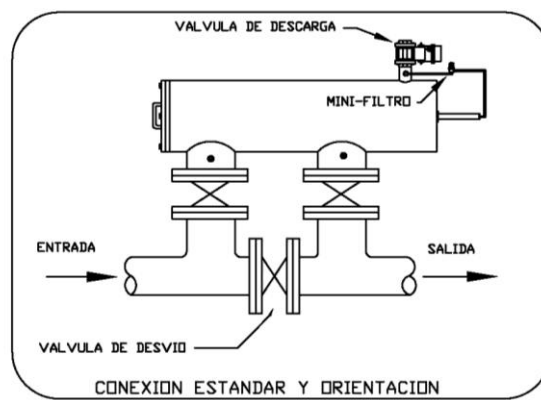 VALVULA DE DESCARGA
MINI-FILTRO
ENTRADA
SALIDA
VALVULA DE DESVIO
CONEXION ESTANDAR Y ORIENTACION